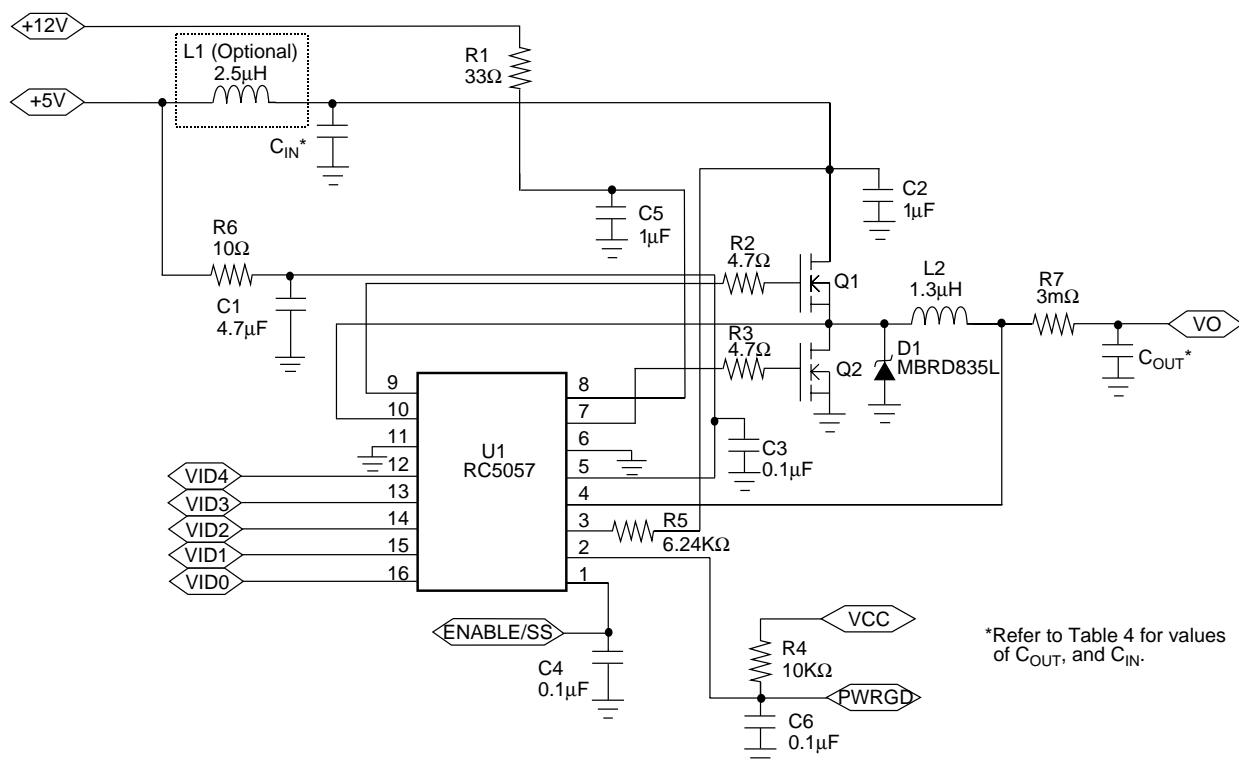 +12V
L1 (Optional)
2.5μH
R1
33Ω
+5V
CIN*
C2
1μF
C5
1μF
R6
10Ω
R2
4.7Ω
Q1
L2
1.3μH
R7
3mΩ
C1
4.7μF
VO
R3
4.7Ω
Q2
D1
MBRD835L
COUT*
9
10
11
12
13
14
15
16
U1
RC5057
8
7
6
5
4
3
2
1
C3
0.1μF
VID4
VID3
VID2
VID1
VID0
R5
6.24KΩ
ENABLE/SS
C4
0.1μF
VCC
R4
10KΩ
PWRGD
C6
0.1μF
*Refer to Table 4 for values
of COUT, and CIN.